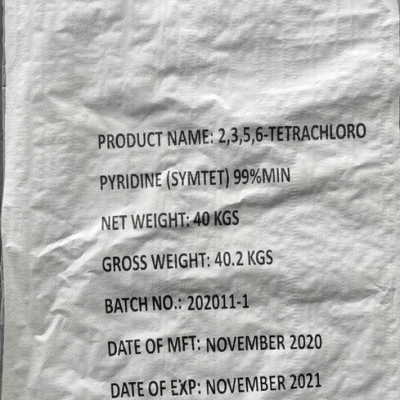 PRODUCT NAME: 2,3,5,6-TETRACHLORO
PYRIDINE (SYMTET) 99%MIN
NET WEIGHT: 40 KGS
GROSS WEIGHT: 40.2 KGS
BATCH NO.: 202011-1
DATE OF MFT: NOVEMBER 2020
DATE OF EXP: NOVEMBER 2021